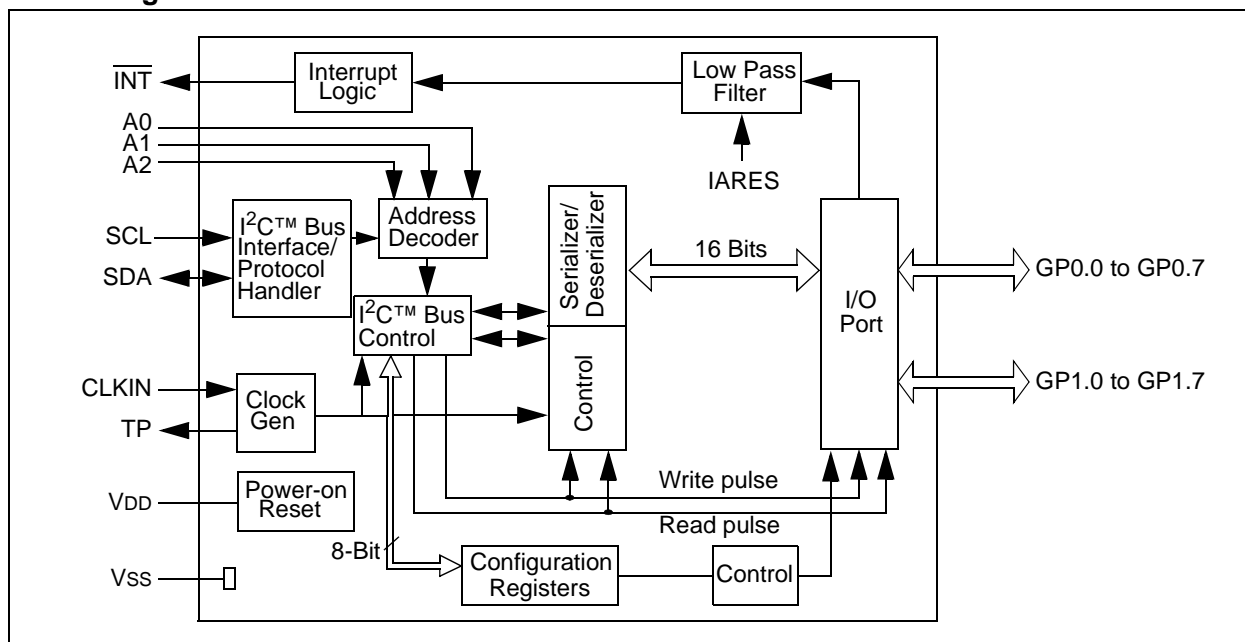 INT
Interrupt
Logic
Low Pass
Filter
IARES
A0
A1
A2
Address
Decoder
SCL
SDA
I²C™ Bus
Interface/
Protocol
Handler
I²C™ Bus
Control
Serializer/
Deserializer
Control
16 Bits
I/O
Port
GP0.0 to GP0.7
GP1.0 to GP1.7
CLKIN
TP
Clock
Gen
VDD
Power-on
Reset
VSS
8-Bit
Write pulse
Read pulse
Configuration
Registers
Control